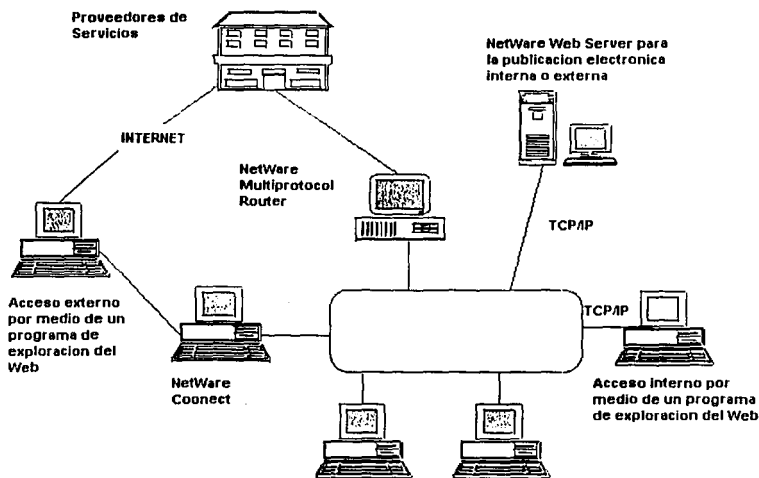 Proveedores de
Servicios
NetWare Web Server para
la publicacion electronica
interna o externa
INTERNET
NetWare
Multiprotocol
Router
TCP/IP
Acceso externo
por medio de un
programa de
exploracion del
Web
NetWare
Connect
TCP/IP
Acceso interno por
medio de un programa
de exploracion del Web